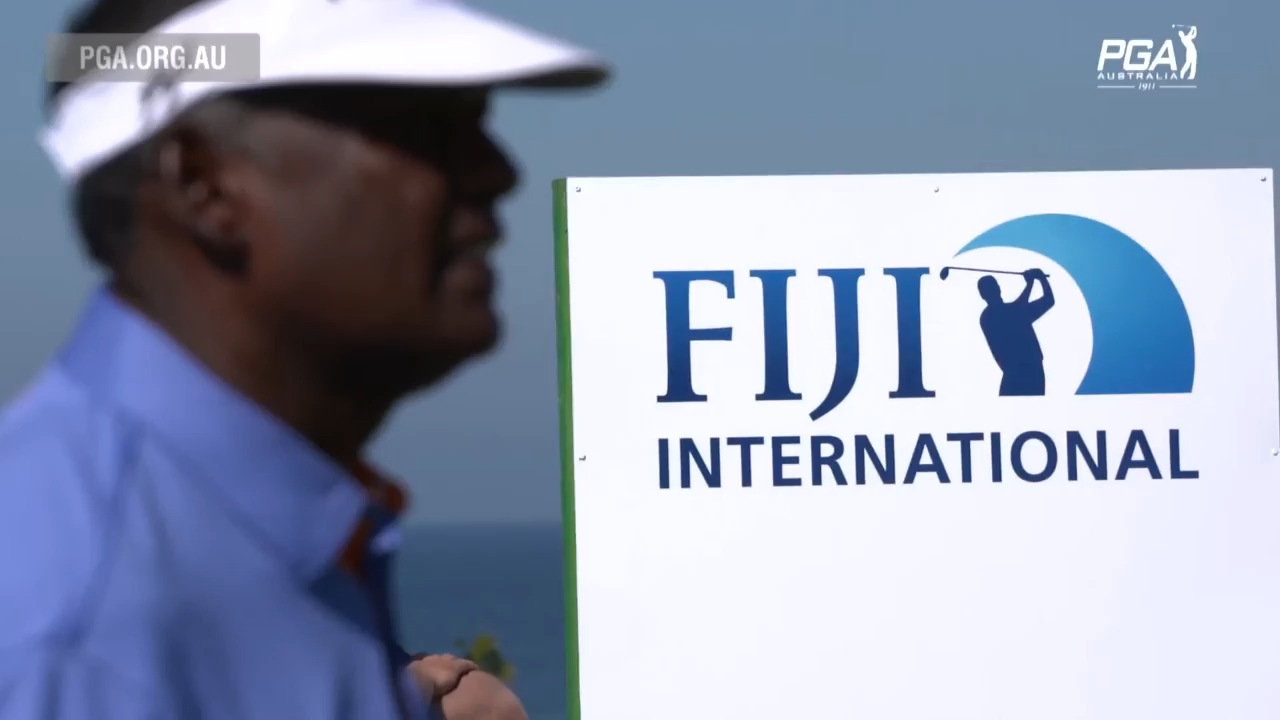 PGA.ORG.AU
PGA
AUSTRALIA
1911
FIJI
INTERNATIONAL